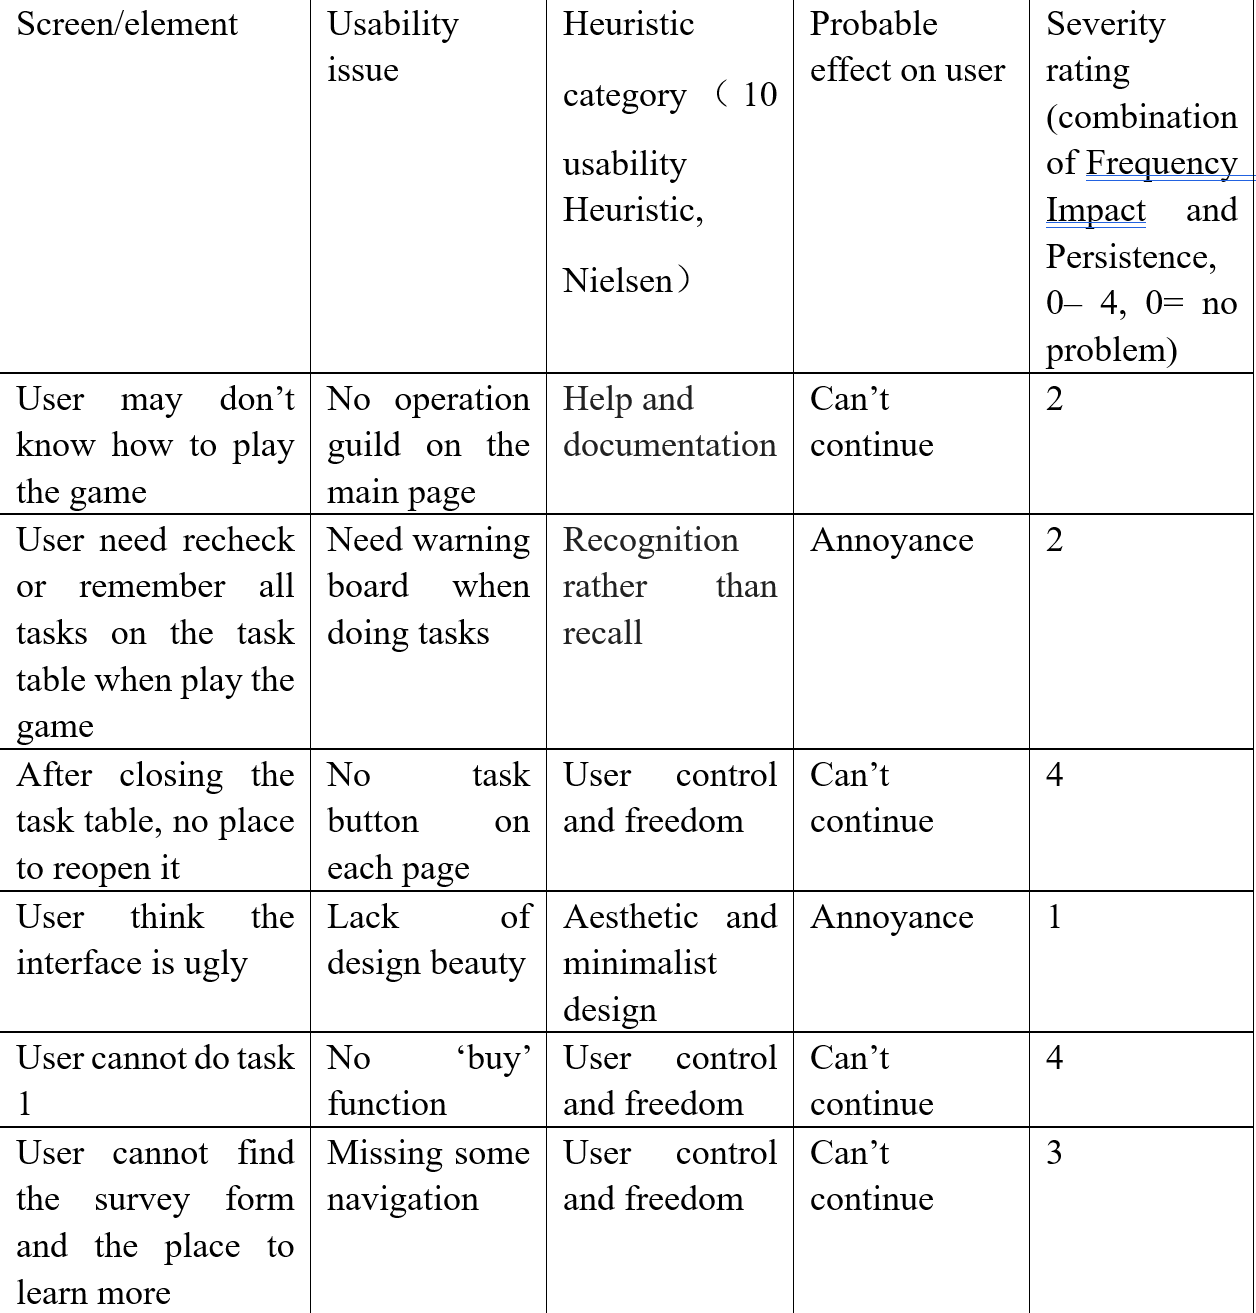 Screen/element
Usability
issue
Heuristic
category （ 10
usability
Heuristic,
Nielsen）
Probable
effect on user
Severity
rating
(combination
of Frequency
Impact and
Persistence,
0– 4, 0= no
problem)
User may don’t
know how to play
the game
No operation
guild on the
main page
Help and
documentation
Can’t
continue
2
User need recheck
or remember all
tasks on the task
table when play the
game
Need warning
board when
doing tasks
Recognition
rather than
recall
Annoyance
2
After closing the
task table, no place
to reopen it
No task
button on
each page
User control
and freedom
Can’t
continue
4
User think the
interface is ugly
Lack of
design beauty
Aesthetic and
minimalist
design
Annoyance
1
User cannot do task
1
No ‘buy’
function
User control
and freedom
Can’t
continue
4
User cannot find
the survey form
and the place to
learn more
Missing some
navigation
User control
and freedom
Can’t
continue
3